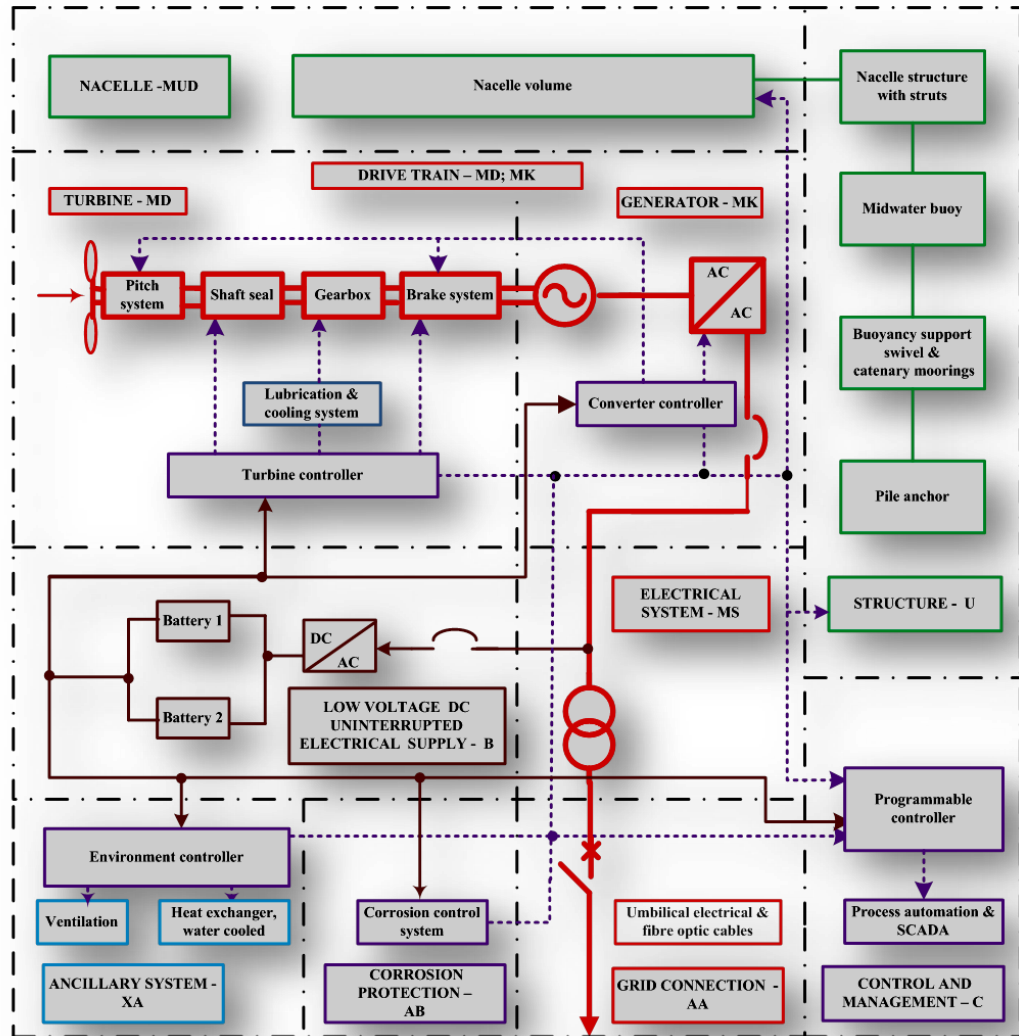 NACELLE -MUD
Nacelle volume
Nacelle structure
with struts
DRIVE TRAIN – MD; MK
TURBINE - MD
GENERATOR - MK
Midwater buoy
Pitch
system
Shaft seal
Gearbox
Brake system
AC
AC
Buoyancy support
swivel &
catenary moorings
Lubrication &
cooling system
Converter controller
Turbine controller
Pile anchor
ELECTRICAL
SYSTEM - MS
STRUCTURE - U
Battery 1
DC
AC
Battery 2
LOW VOLTAGE DC
UNINTERRUPTED
ELECTRICAL SUPPLY - B
Programmable
controller
Environment controller
Ventilation
Heat exchanger,
water cooled
Corrosion control
system
Umbilical electrical &
fibre optic cables
Process automation &
SCADA
ANCILLARY SYSTEM -
XA
CORROSION
PROTECTION –
AB
GRID CONNECTION -
AA
CONTROL AND
MANAGEMENT – C